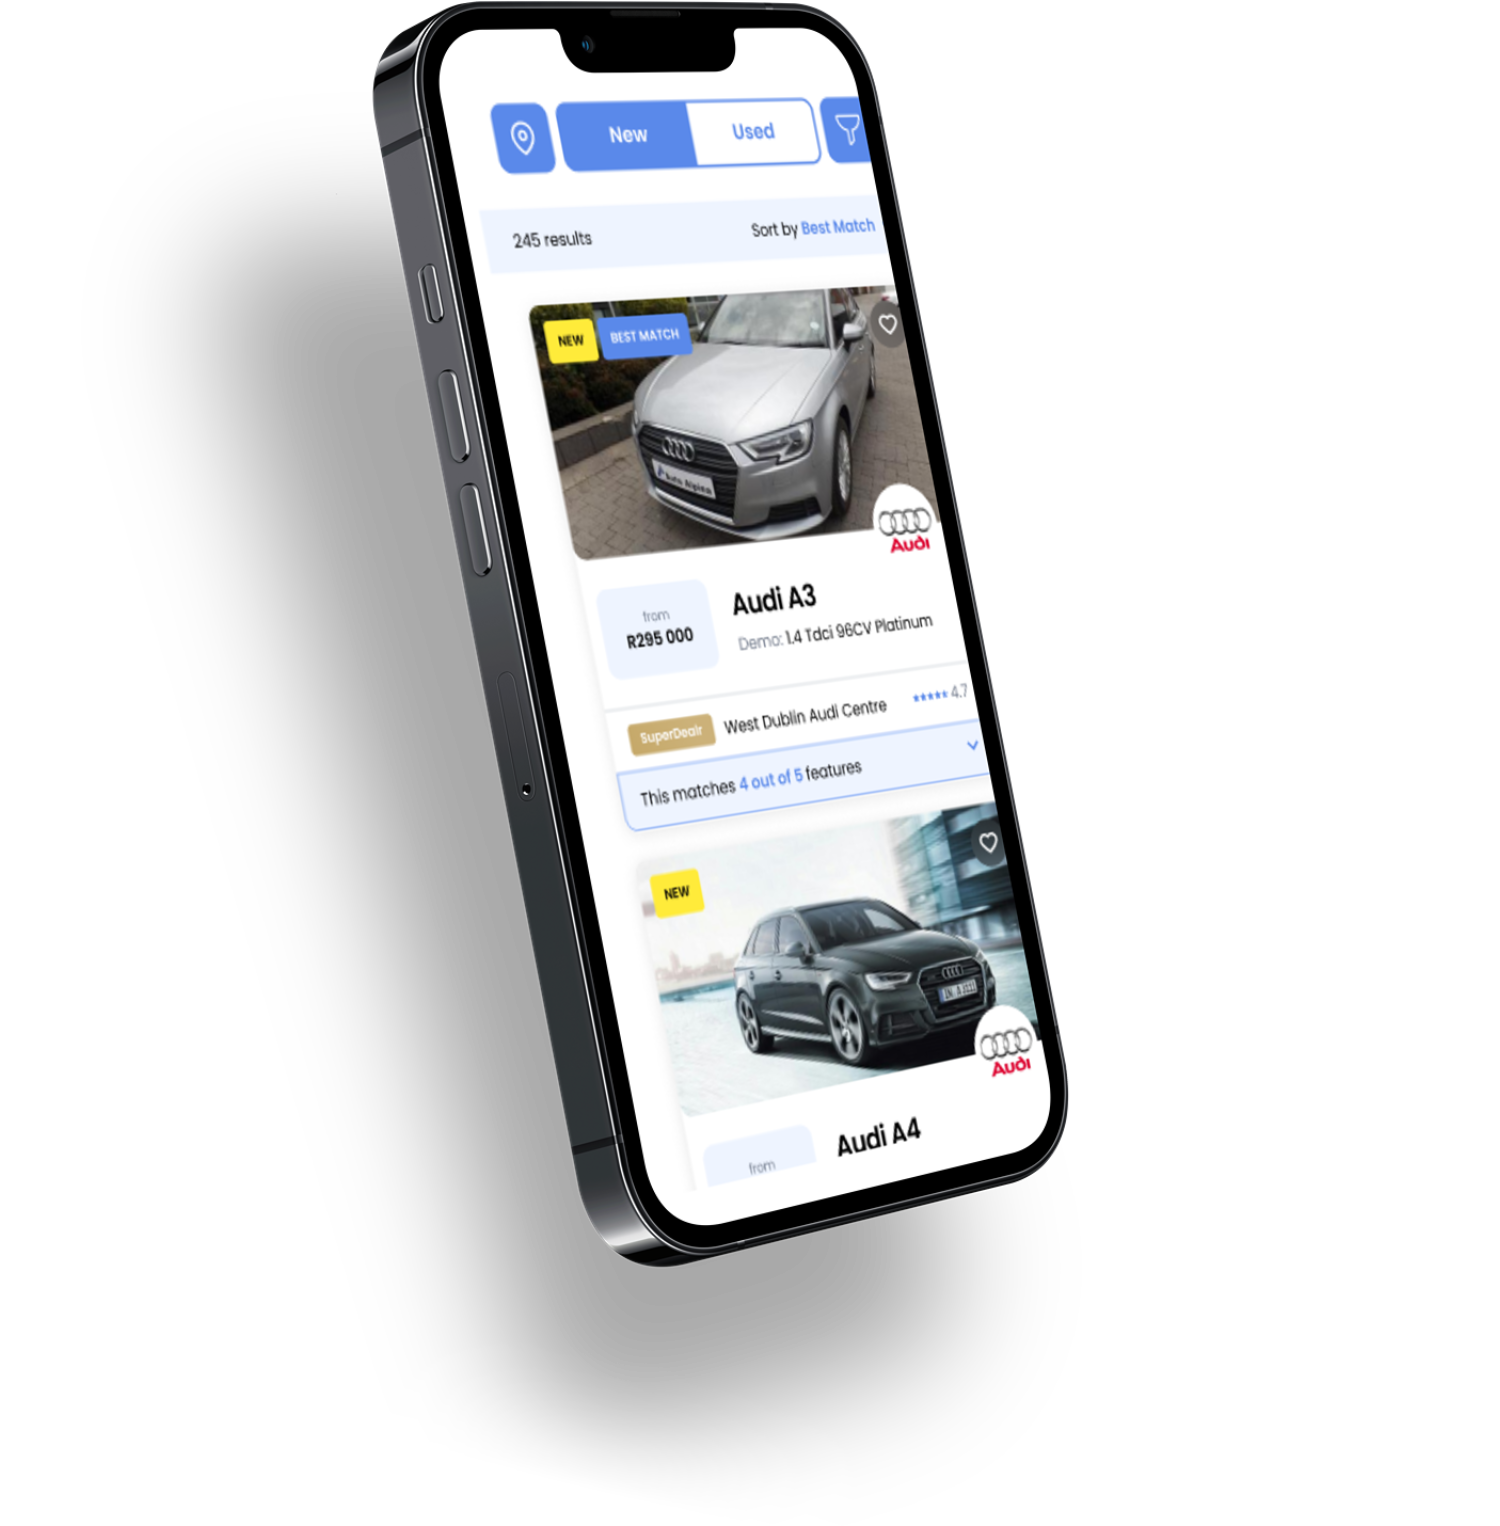 New
Used
245 results
Sort by Best Match
NEW
BEST MATCH
Auto Alpina
Audi
Audi A3
from
R295 000
Demo: 1.4 Tdci 96CV Platinum
SuperDealr
West Dublin Audi Centre
4.7
This matches 4 out of 5 features
NEW
Audi
Audi A4
from